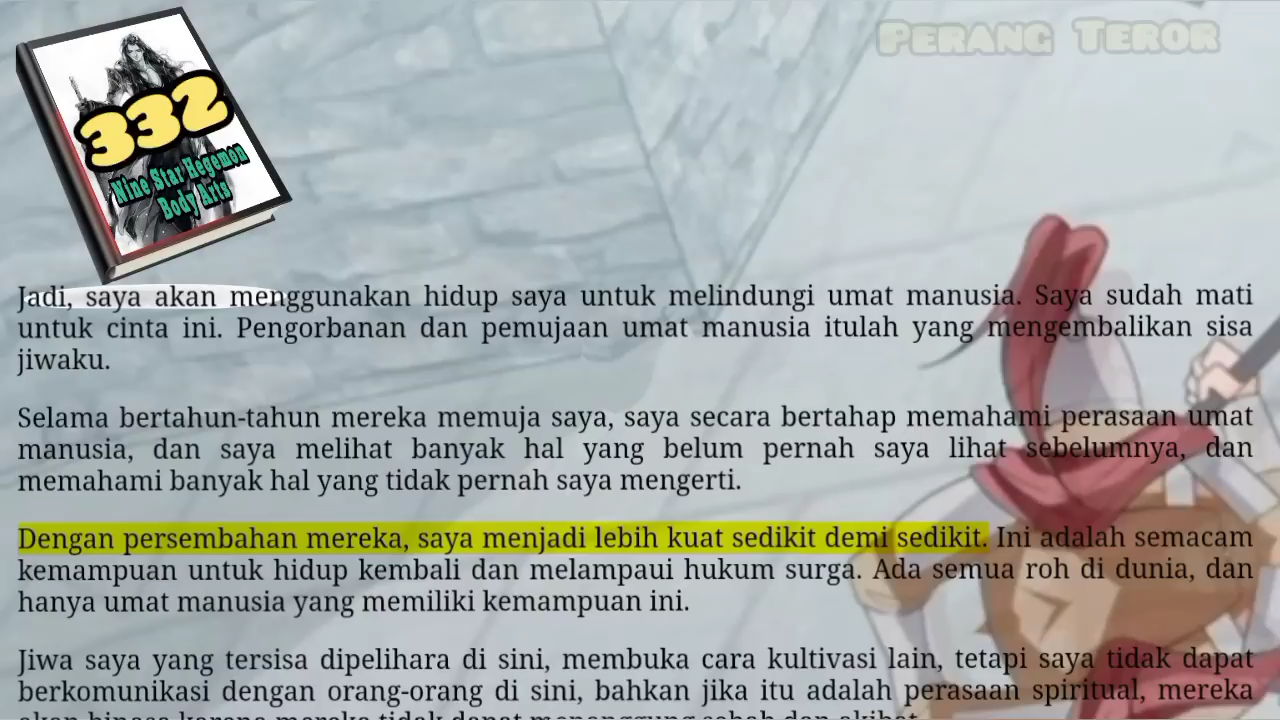 Perang Teror
332
Nine Star Hegemon
Body Arts
Jadi, saya akan menggunakan hidup saya untuk melindungi umat manusia. Saya sudah mati
untuk cinta ini. Pengorbanan dan pemujaan umat manusia itulah yang mengembalikan sisa
jiwaku.
Selama bertahun-tahun mereka memuja saya, saya secara bertahap memahami perasaan umat
manusia, dan saya melihat banyak hal yang belum pernah saya lihat sebelumnya, dan
memahami banyak hal yang tidak pernah saya mengerti.
Dengan persembahan mereka, saya menjadi lebih kuat sedikit demi sedikit. Ini adalah semacam
kemampuan untuk hidup kembali dan melampaui hukum surga. Ada semua roh di dunia, dan
hanya umat manusia yang memiliki kemampuan ini.
Jiwa saya yang tersisa dipelihara di sini, membuka cara kultivasi lain, tetapi saya tidak dapat
berkomunikasi dengan orang-orang di sini, bahkan jika itu adalah perasaan spiritual, mereka